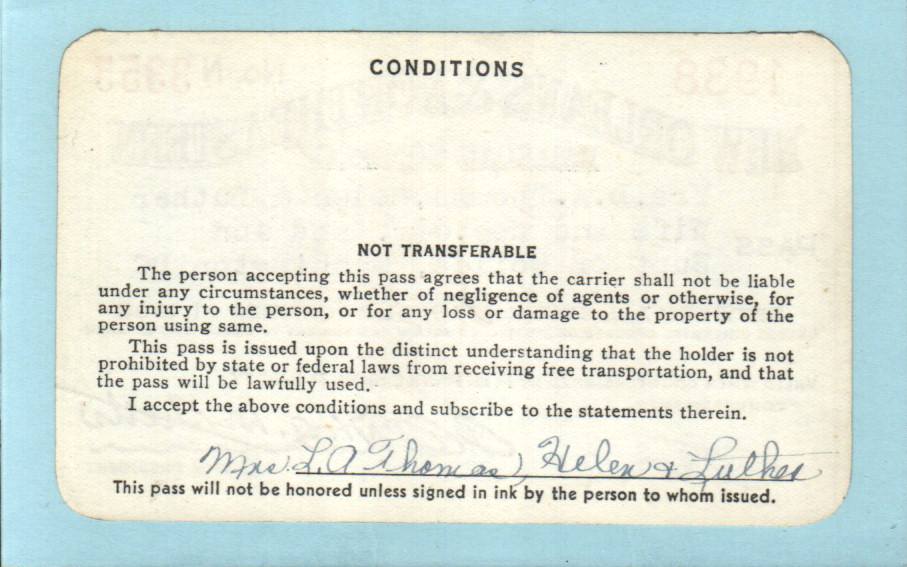 CONDITIONS
NOT TRANSFERABLE
The person accepting this pass agrees that the carrier shall not be liable
under any circumstances, whether of negligence of agents or otherwise, for
any injury to the person, or for any loss or damage to the property of the
person using same.
This pass is issued upon the distinct understanding that the holder is not
prohibited by state or federal laws from receiving free transportation, and that
the pass will be lawfully used.
I accept the above conditions and subscribe to the statements therein.
Mrs. L. A Thomas, Helen & Luther
This pass will not be honored unless signed in ink by the person to whom issued.